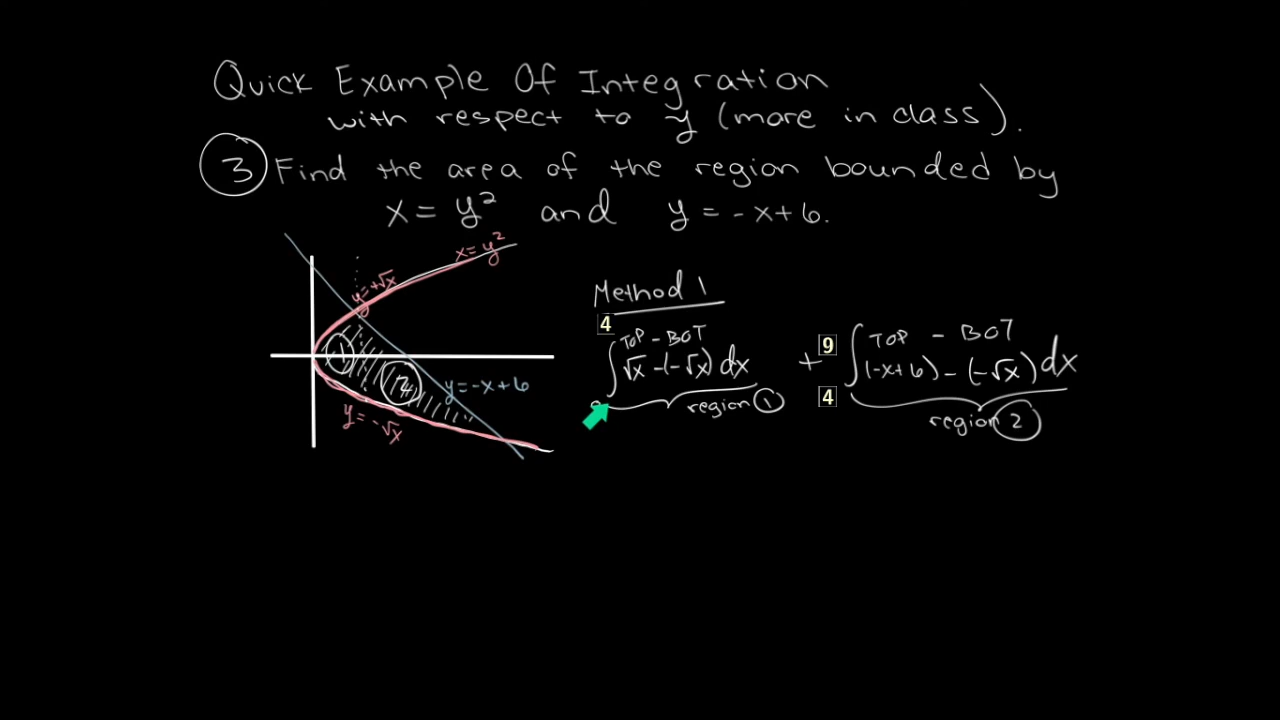 Quick Example Of Integration
with respect to y (more in class).
③ Find the area of the region bounded by
x = y² and y = -x+6.
x=y²
y=+√x
1
2
y=-x+6
y=-√x
Method 1
4
TOP - BOT
∫ √x -(-√x) dx
0
region ①
+
9
TOP - BOT
∫ (-x+6) - (-√x) dx
4
region ②